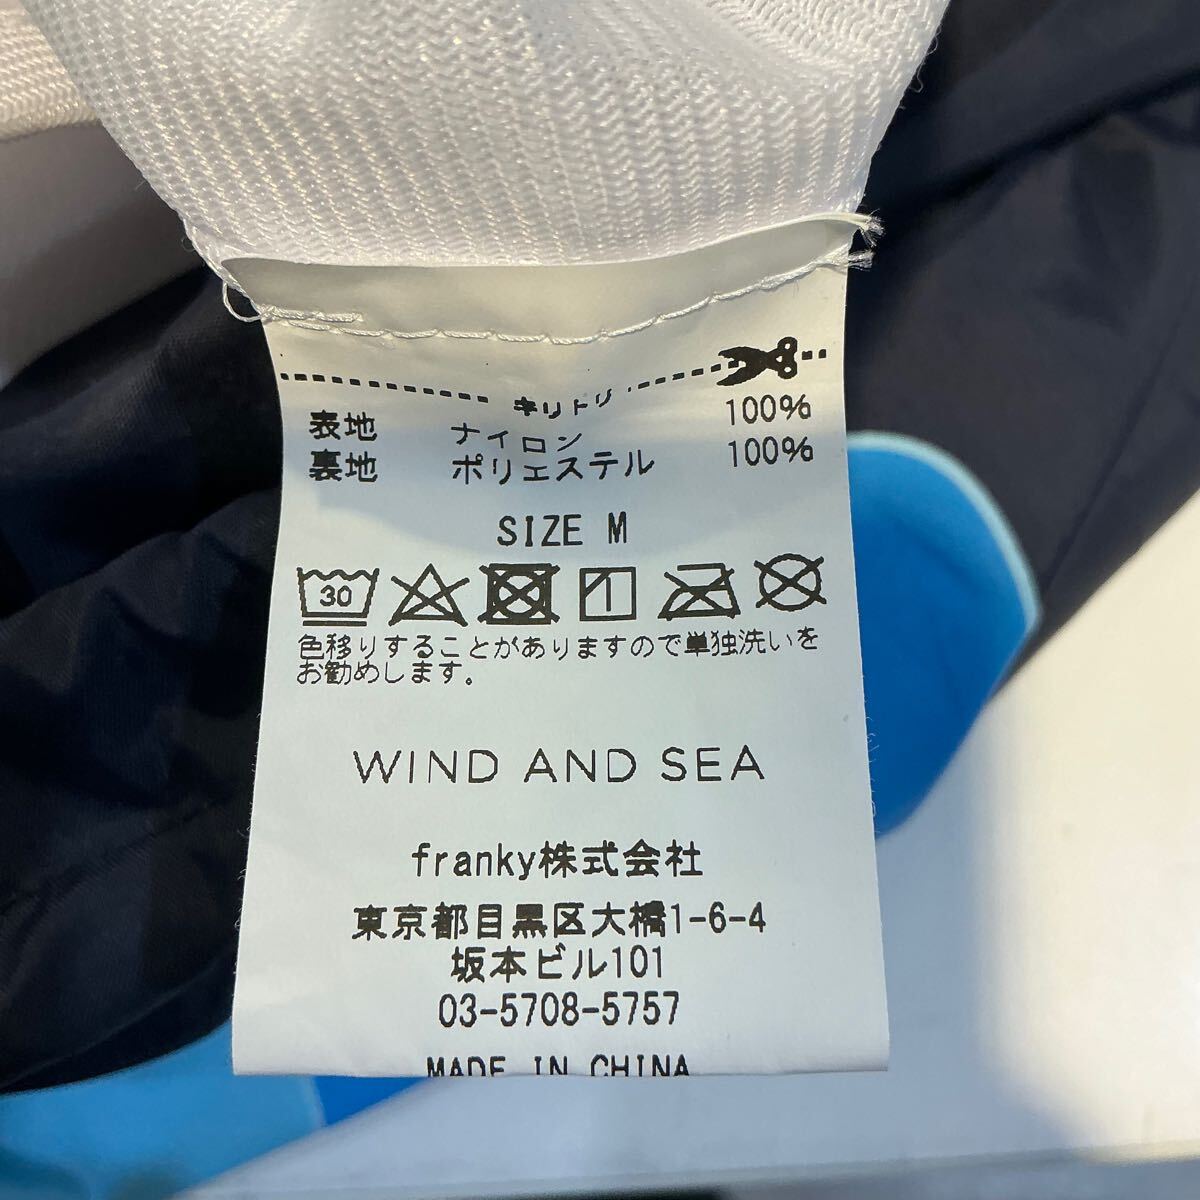 キリトリ
表地 ナイロン 100%
裏地 ポリエステル 100%
SIZE M
30
色移りすることがありますので単独洗いを
お勧めします。
WIND AND SEA
franky株式会社
東京都目黒区大橋1-6-4
坂本ビル101
03-5708-5757
MADE IN CHINA